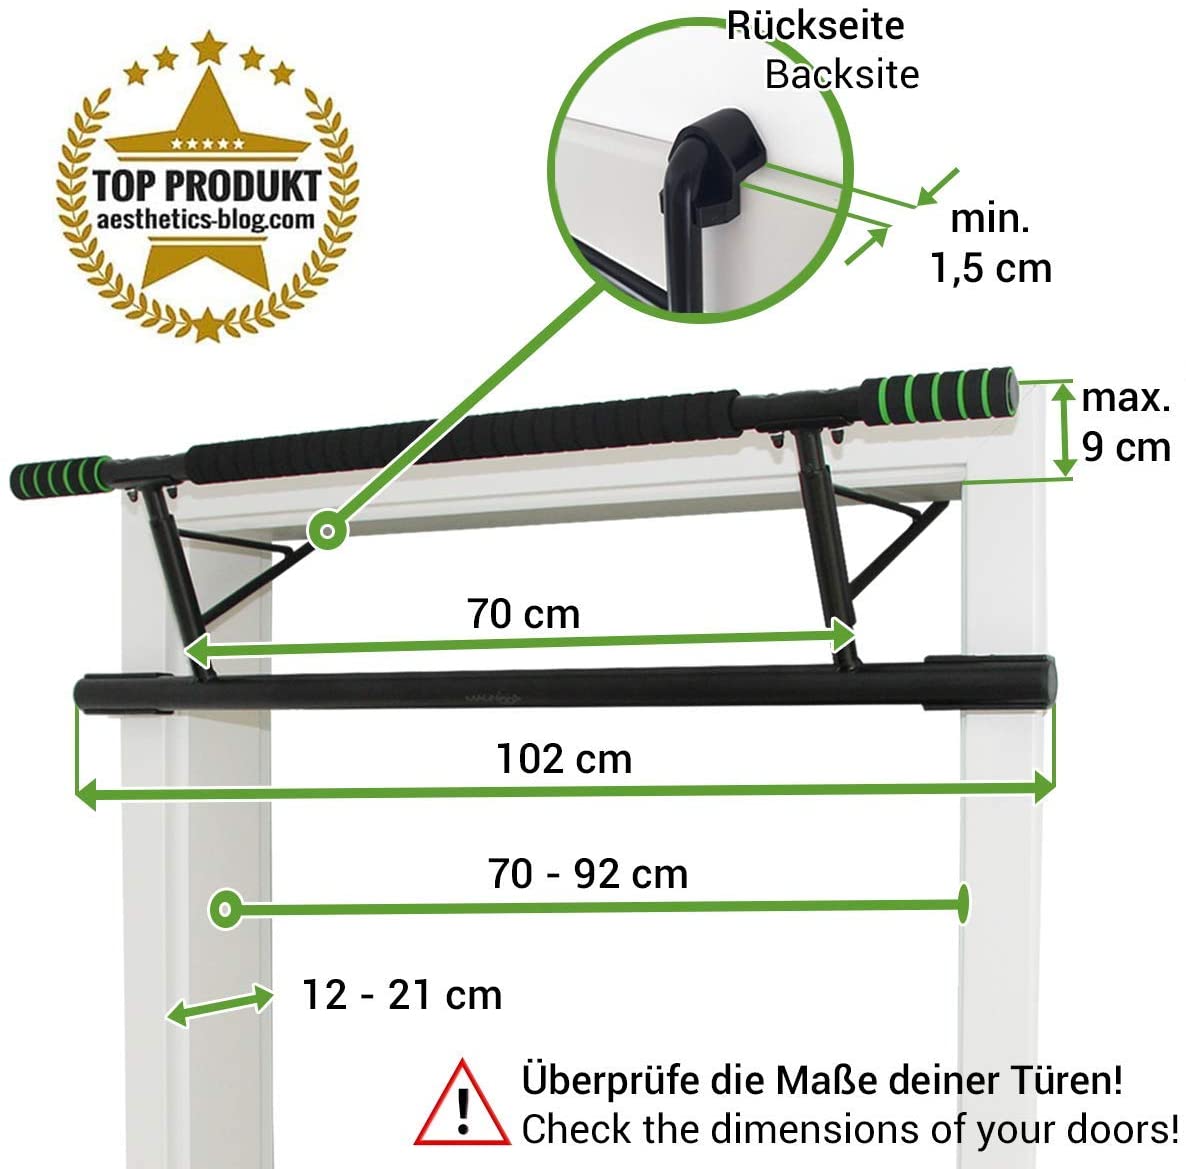 Rückseite
Backsite
TOP PRODUKT
aesthetics-blog.com
min.
1,5 cm
max.
9 cm
70 cm
102 cm
70 - 92 cm
12 - 21 cm
!
Überprüfe die Maße deiner Türen!
Check the dimensions of your doors!